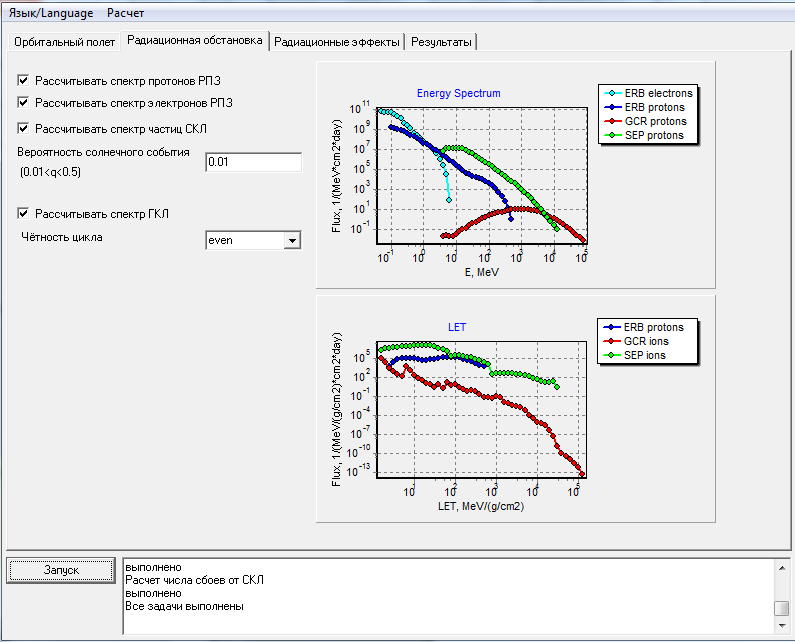 Язык/Language Расчет
Орбитальный полет Радиационная обстановка Радиационные эффекты Результаты
Рассчитывать спектр протонов РПЗ
Рассчитывать спектр электронов РПЗ
Рассчитывать спектр частиц СКЛ
Вероятность солнечного события
(0.01<q<0.5)
0.01
Рассчитывать спектр ГКЛ
Чётность цикла
even
Energy Spectrum
Flux, 1/(MeV*cm2*day)
10^11
10^9
10^7
10^5
10^3
10^1
10^-1
10^-1 10^0 10^1 10^2 10^3 10^4 10^5
E, MeV
ERB electrons
ERB protons
GCR protons
SEP protons
LET
Flux, 1/(MeV/(g/cm2)*cm2*day)
10^5
10^2
10^-1
10^-4
10^-7
10^-10
10^-13
10^1 10^2 10^3 10^4 10^5
LET, MeV/(g/cm2)
ERB protons
GCR ions
SEP ions
Запуск
выполнено
Расчет числа сбоев от СКЛ
выполнено
Все задачи выполнены